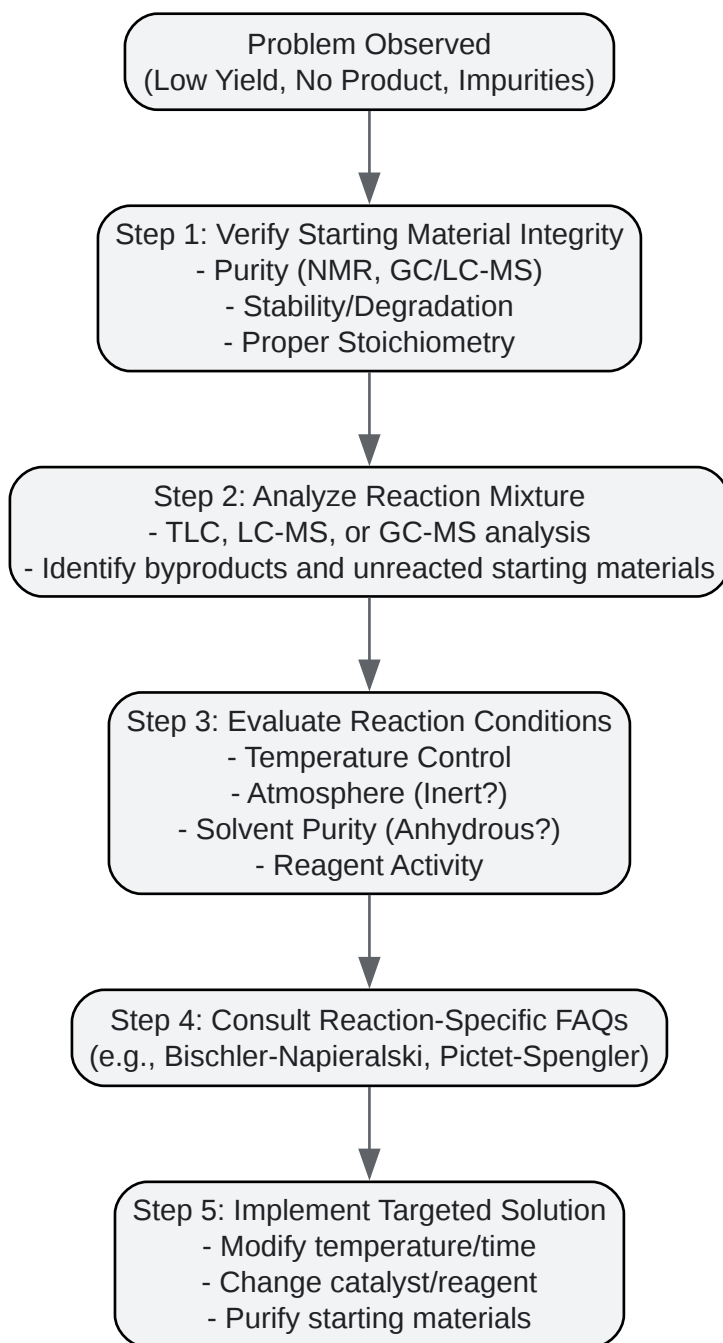 Problem Observed
(Low Yield, No Product, Impurities)
Step 1: Verify Starting Material Integrity
- Purity (NMR, GC/LC-MS)
- Stability/Degradation
- Proper Stoichiometry
Step 2: Analyze Reaction Mixture
- TLC, LC-MS, or GC-MS analysis
- Identify byproducts and unreacted starting materials
Step 3: Evaluate Reaction Conditions
- Temperature Control
- Atmosphere (Inert?)
- Solvent Purity (Anhydrous?)
- Reagent Activity
Step 4: Consult Reaction-Specific FAQs
(e.g., Bischler-Napieralski, Pictet-Spengler)
Step 5: Implement Targeted Solution
- Modify temperature/time
- Change catalyst/reagent
- Purify starting materials